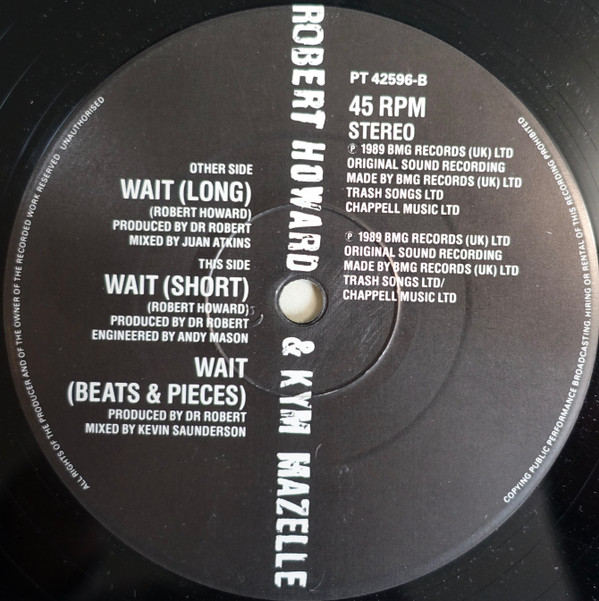 ROBERT HOWARD & KYM MAZELLE
PT 42596-B
45 RPM
STEREO
℗ 1989 BMG RECORDS (UK) LTD
ORIGINAL SOUND RECORDING
MADE BY BMG RECORDS (UK) LTD
TRASH SONGS LTD
CHAPPELL MUSIC LTD
℗ 1989 BMG RECORDS (UK) LTD
ORIGINAL SOUND RECORDING
MADE BY BMG RECORDS (UK) LTD
TRASH SONGS LTD/
CHAPPELL MUSIC LTD
OTHER SIDE
WAIT (LONG)
(ROBERT HOWARD)
PRODUCED BY DR ROBERT
MIXED BY JUAN ATKINS
THIS SIDE
WAIT (SHORT)
(ROBERT HOWARD)
PRODUCED BY DR ROBERT
ENGINEERED BY ANDY MASON
WAIT
(BEATS & PIECES)
PRODUCED BY DR ROBERT
MIXED BY KEVIN SAUNDERSON
ALL RIGHTS OF THE PRODUCER AND OF THE OWNER OF THE RECORDED WORK RESERVED UNAUTHORISED
COPYING PUBLIC PERFORMANCE BROADCASTING, HIRING OR RENTAL OF THIS RECORDING PROHIBITED